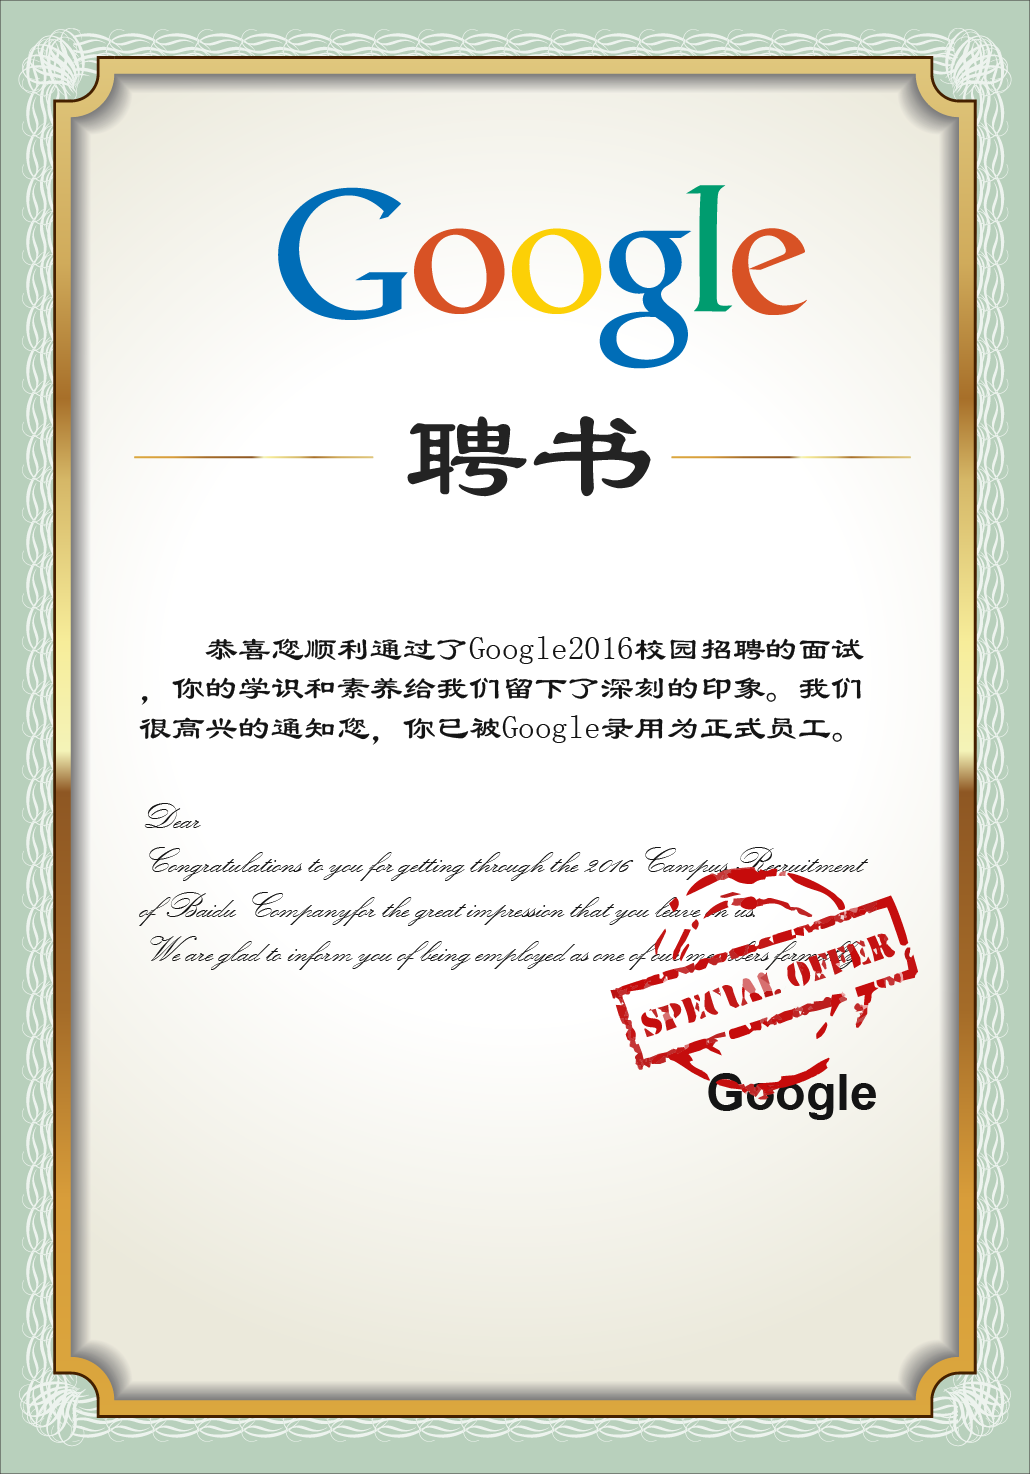 Google
聘书
恭喜您顺利通过了Google2016校园招聘的面试
，你的学识和素养给我们留下了深刻的印象。我们
很高兴的通知您，你已被Google录用为正式员工。
Dear
Congratulations to you for getting through the 2016 Campus Recruitment
of Baidu Companyfor the great impression that you leave on us.
We are glad to inform you of being employed as one of our members formally.
SPECIAL OFFER
Google